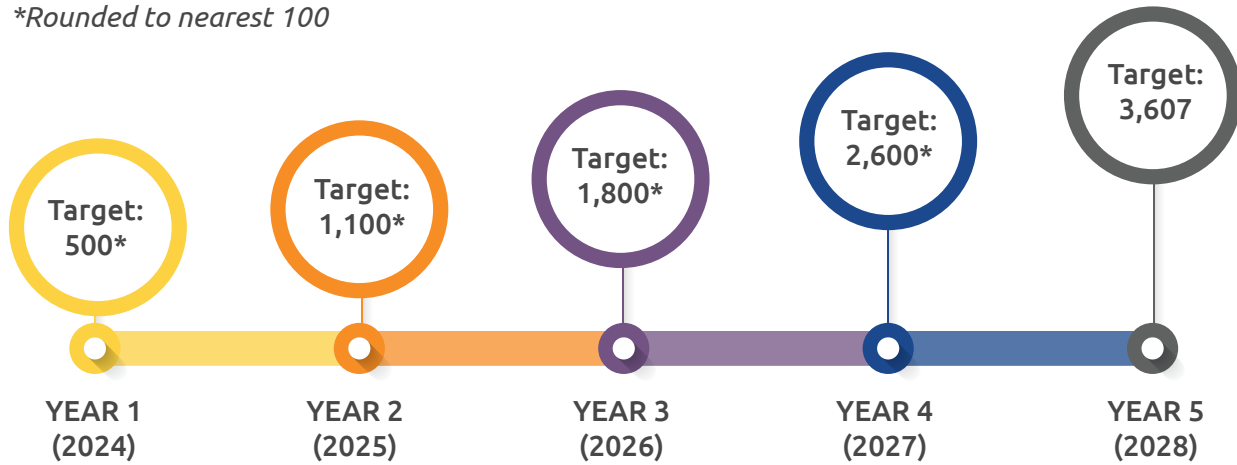 *Rounded to nearest 100
Target:
500*
Target:
1,100*
Target:
1,800*
Target:
2,600*
Target:
3,607
YEAR 1
(2024)
YEAR 2
(2025)
YEAR 3
(2026)
YEAR 4
(2027)
YEAR 5
(2028)